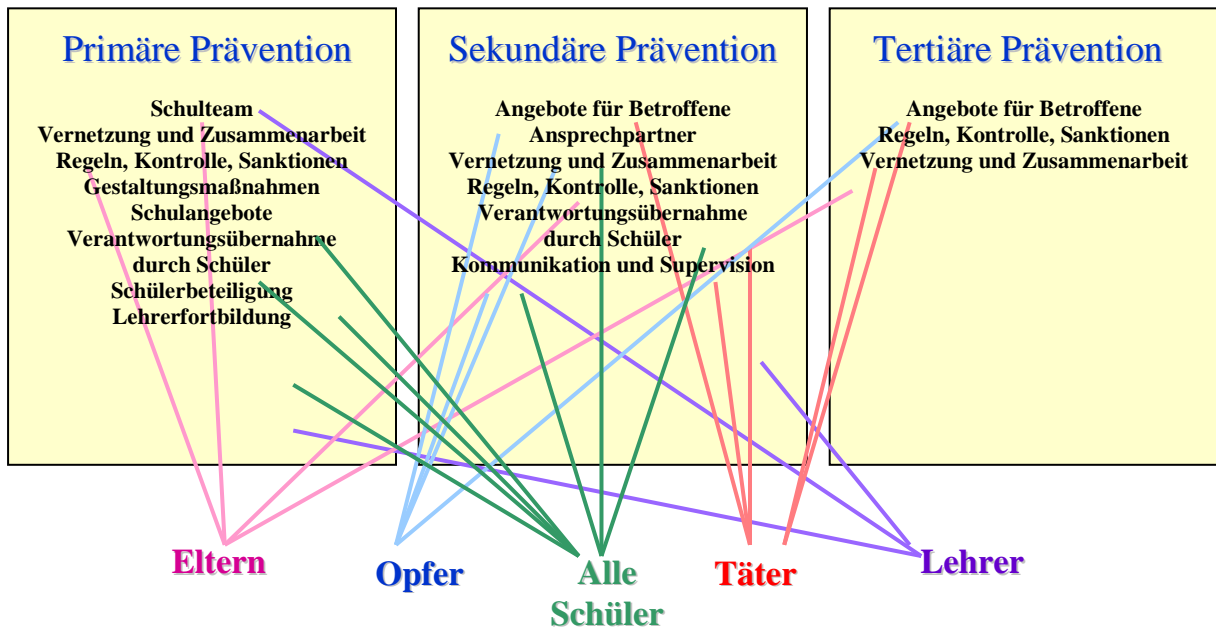 Primäre Prävention
Schulteam
Vernetzung und Zusammenarbeit
Regeln, Kontrolle, Sanktionen
Gestaltungsmaßnahmen
Schulangebote
Verantwortungsübernahme
durch Schüler
Schülerbeteiligung
Lehrerfortbildung
Sekundäre Prävention
Angebote für Betroffene
Ansprechpartner
Vernetzung und Zusammenarbeit
Regeln, Kontrolle, Sanktionen
Verantwortungsübernahme
durch Schüler
Kommunikation und Supervision
Tertiäre Prävention
Angebote für Betroffene
Regeln, Kontrolle, Sanktionen
Vernetzung und Zusammenarbeit
Eltern
Opfer
Alle
Schüler
Täter
Lehrer